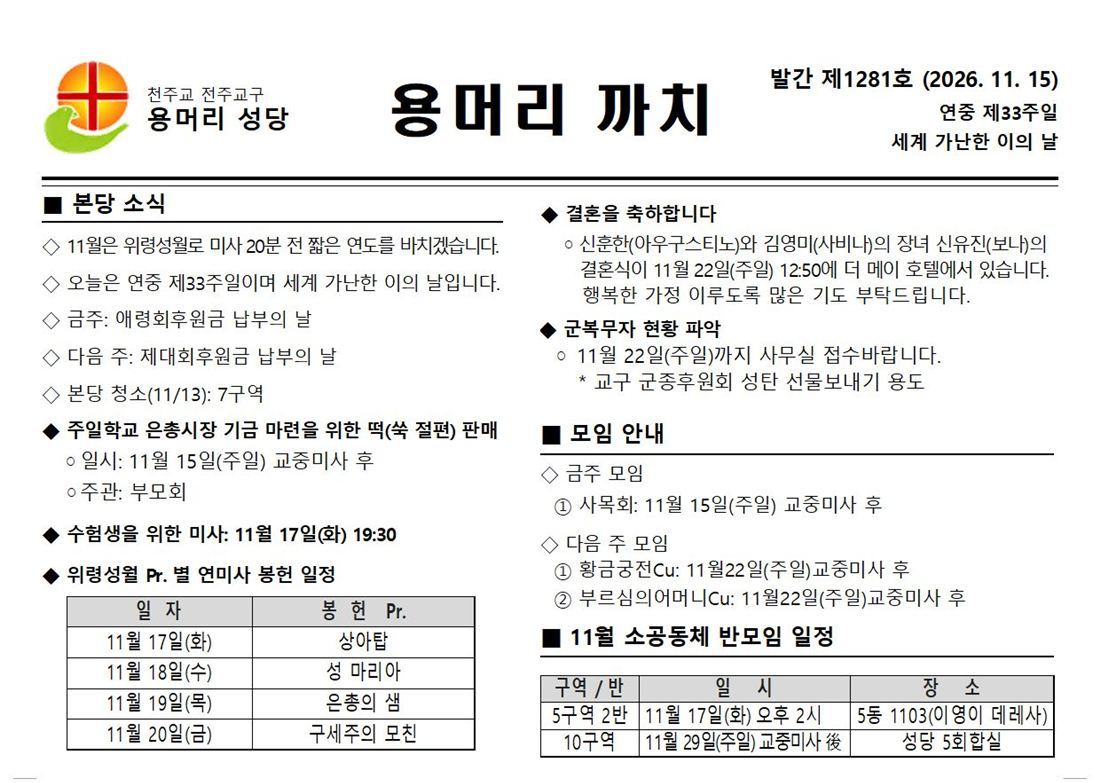 천주교 전주교구
용머리 성당
용머리 까치
발간 제1281호 (2026. 11. 15)
연중 제33주일
세계 가난한 이의 날
■ 본당 소식
◇ 11월은 위령성월로 미사 20분 전 짧은 연도를 바치겠습니다.
◇ 오늘은 연중 제33주일이며 세계 가난한 이의 날입니다.
◇ 금주: 애령회후원금 납부의 날
◇ 다음 주: 제대회후원금 납부의 날
◇ 본당 청소(11/13): 7구역
◆ 주일학교 은총시장 기금 마련을 위한 떡(쑥 절편) 판매
○ 일시: 11월 15일(주일) 교중미사 후
○ 주관: 부모회
◆ 수험생을 위한 미사: 11월 17일(화) 19:30
◆ 위령성월 Pr. 별 연미사 봉헌 일정
일 자 봉 헌 Pr.
11월 17일(화) 상아탑
11월 18일(수) 성 마리아
11월 19일(목) 은총의 샘
11월 20일(금) 구세주의 모친
◆ 결혼을 축하합니다
○ 신훈한(아우구스티노)와 김영미(사비나)의 장녀 신유진(보나)의
결혼식이 11월 22일(주일) 12:50에 더 메이 호텔에서 있습니다.
행복한 가정 이루도록 많은 기도 부탁드립니다.
◆ 군복무자 현황 파악
○ 11월 22일(주일)까지 사무실 접수바랍니다.
* 교구 군종후원회 성탄 선물보내기 용도
■ 모임 안내
◇ 금주 모임
① 사목회: 11월 15일(주일) 교중미사 후
◇ 다음 주 모임
① 황금궁전Cu: 11월22일(주일)교중미사 후
② 부르심의어머니Cu: 11월22일(주일)교중미사 후
■ 11월 소공동체 반모임 일정
구역 / 반 일 시 장 소
5구역 2반 11월 17일(화) 오후 2시 5동 1103(이영이 데레사)
10구역 11월 29일(주일) 교중미사 後 성당 5회합실